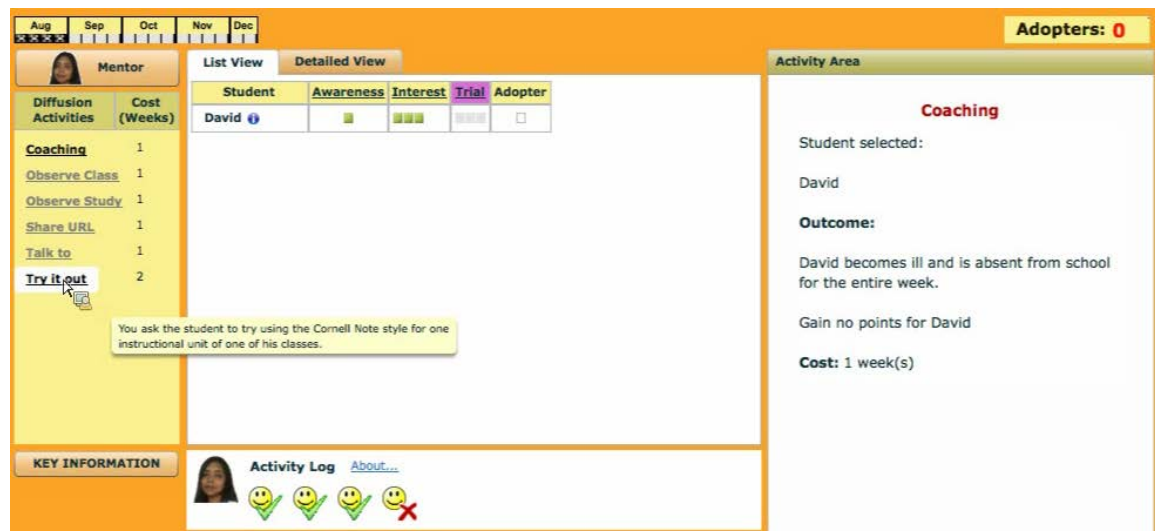 Aug Sep Oct Nov Dec
Adopters: 0
Mentor
List View Detailed View
Activity Area
Diffusion Activities Cost (Weeks)
Coaching 1
Observe Class 1
Observe Study 1
Share URL 1
Talk to 1
Try it out 2
Student Awareness Interest Trial Adopter
David
You ask the student to try using the Cornell Note style for one
instructional unit of one of his classes.
Coaching
Student selected:
David
Outcome:
David becomes ill and is absent from school
for the entire week.
Gain no points for David
Cost: 1 week(s)
KEY INFORMATION
Activity Log About...